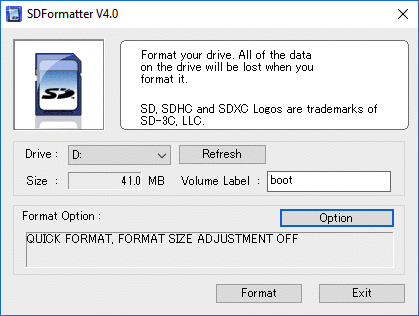 SDFormatter V4.0
SD
Format your drive. All of the data
on the drive will be lost when you
format it.
SD, SDHC and SDXC Logos are trademarks of
SD-3C, LLC.
Drive : D: Refresh
Size : 41.0 MB Volume Label : boot
Format Option : Option
QUICK FORMAT, FORMAT SIZE ADJUSTMENT OFF
Format Exit